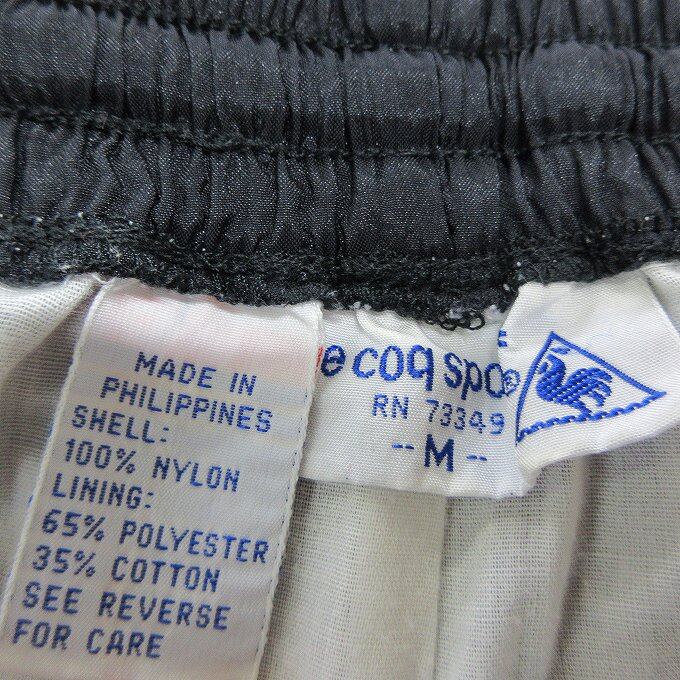 MADE IN
PHILIPPINES
SHELL:
100% NYLON
LINING:
65% POLYESTER
35% COTTON
SEE REVERSE
FOR CARE
e coq spo®
RN 73349
-- M --